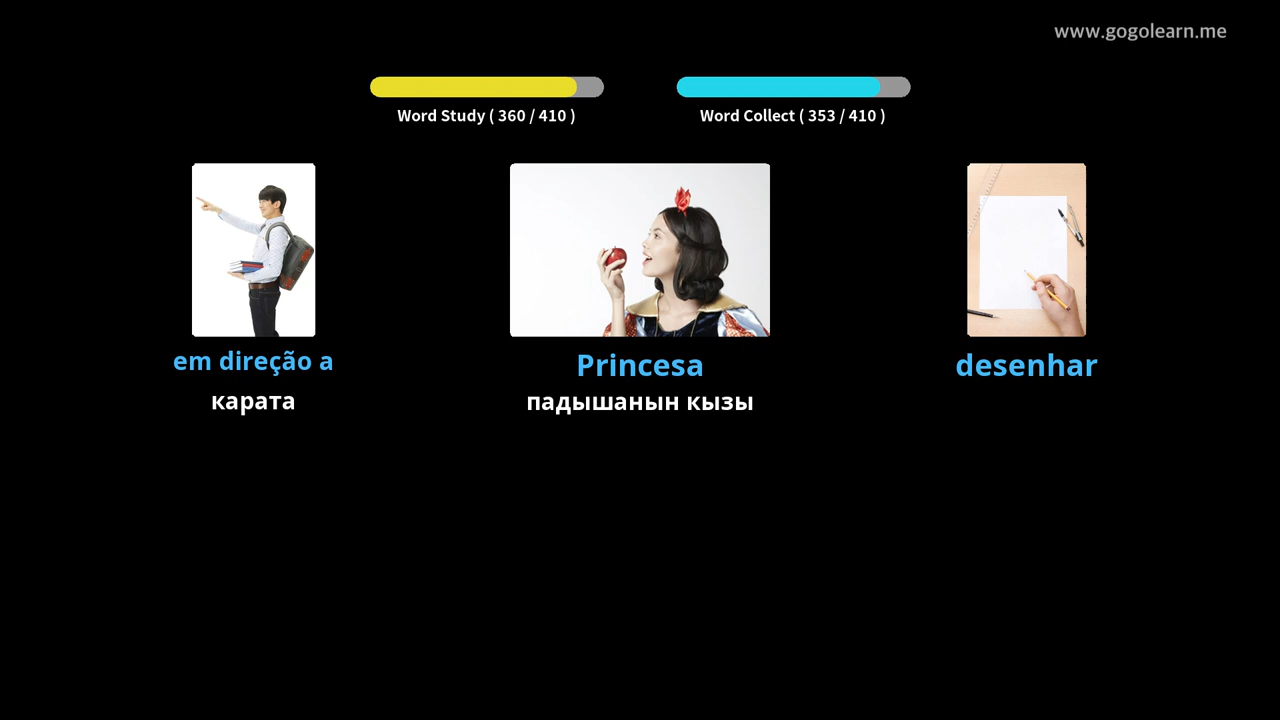 www.gogolearn.me
Word Study ( 360 / 410 )
Word Collect ( 353 / 410 )
em direção a
карата
Princesa
падышанын кызы
desenhar